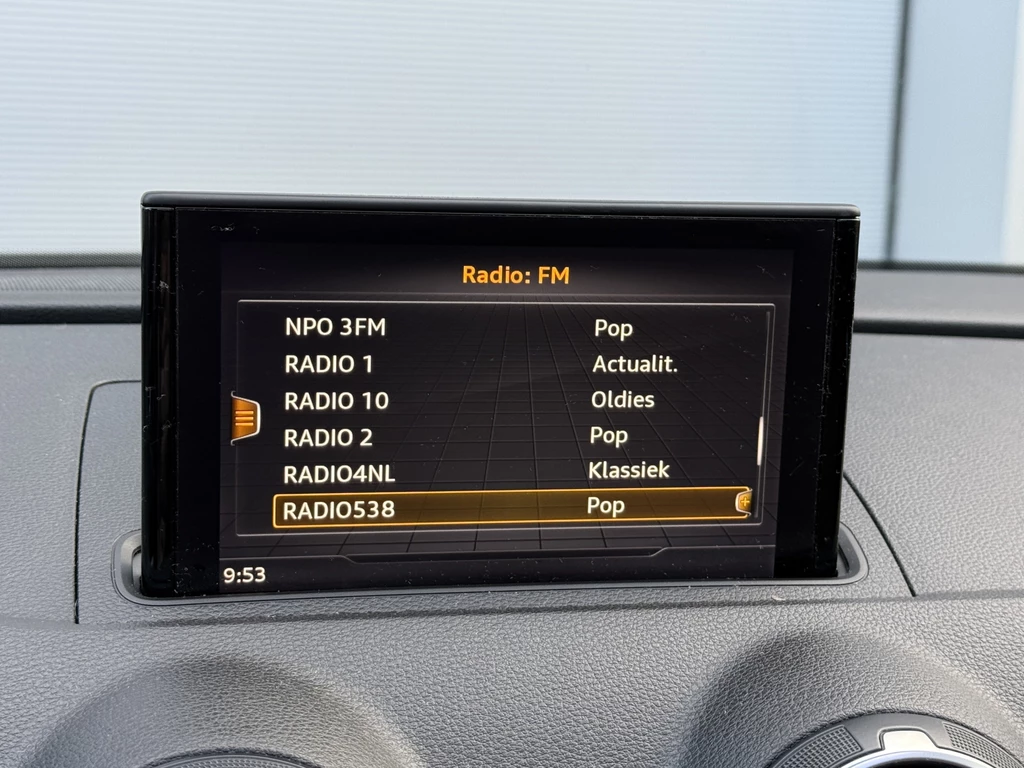 Radio: FM
NPO 3FM Pop
RADIO 1 Actualit.
RADIO 10 Oldies
RADIO 2 Pop
RADIO4NL Klassiek
RADIO538 Pop
9:53